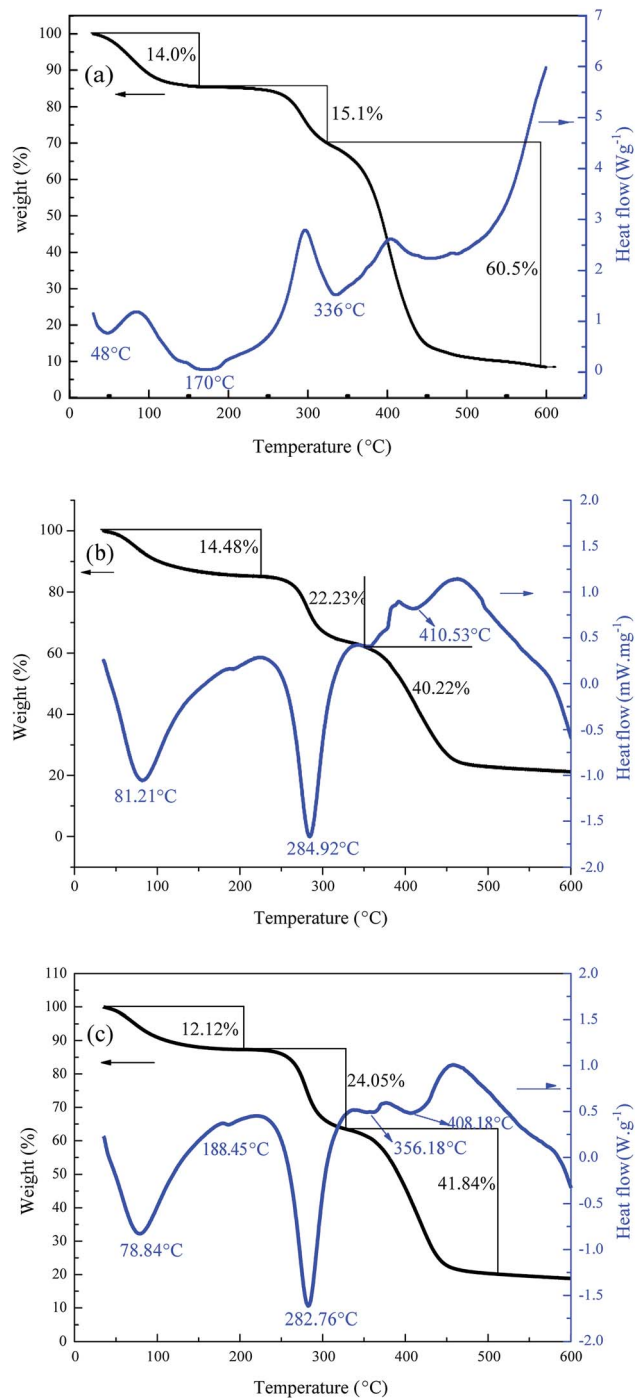 (a)
14.0%
15.1%
60.5%
48°C
170°C
336°C
100
90
80
70
60
50
40
30
20
10
0
weight (%)
0 100 200 300 400 500 600
Temperature (°C)
7
6
5
4
3
2
1
0
Heat flow (Wg⁻¹)
(b)
14.48%
22.23%
40.22%
410.53°C
81.21°C
284.92°C
100
80
60
40
20
0
Weight (%)
0 100 200 300 400 500 600
Temperature (°C)
2.0
1.5
1.0
0.5
0.0
-0.5
-1.0
-1.5
-2.0
Heat flow (mW.mg⁻¹)
(c)
12.12%
24.05%
41.84%
188.45°C
408.18°C
356.18°C
78.84°C
282.76°C
110
100
90
80
70
60
50
40
30
20
10
0
Weight (%)
0 100 200 300 400 500 600
Temperature (°C)
2.0
1.5
1.0
0.5
0.0
-0.5
-1.0
-1.5
-2.0
Heat flow (W.g⁻¹)